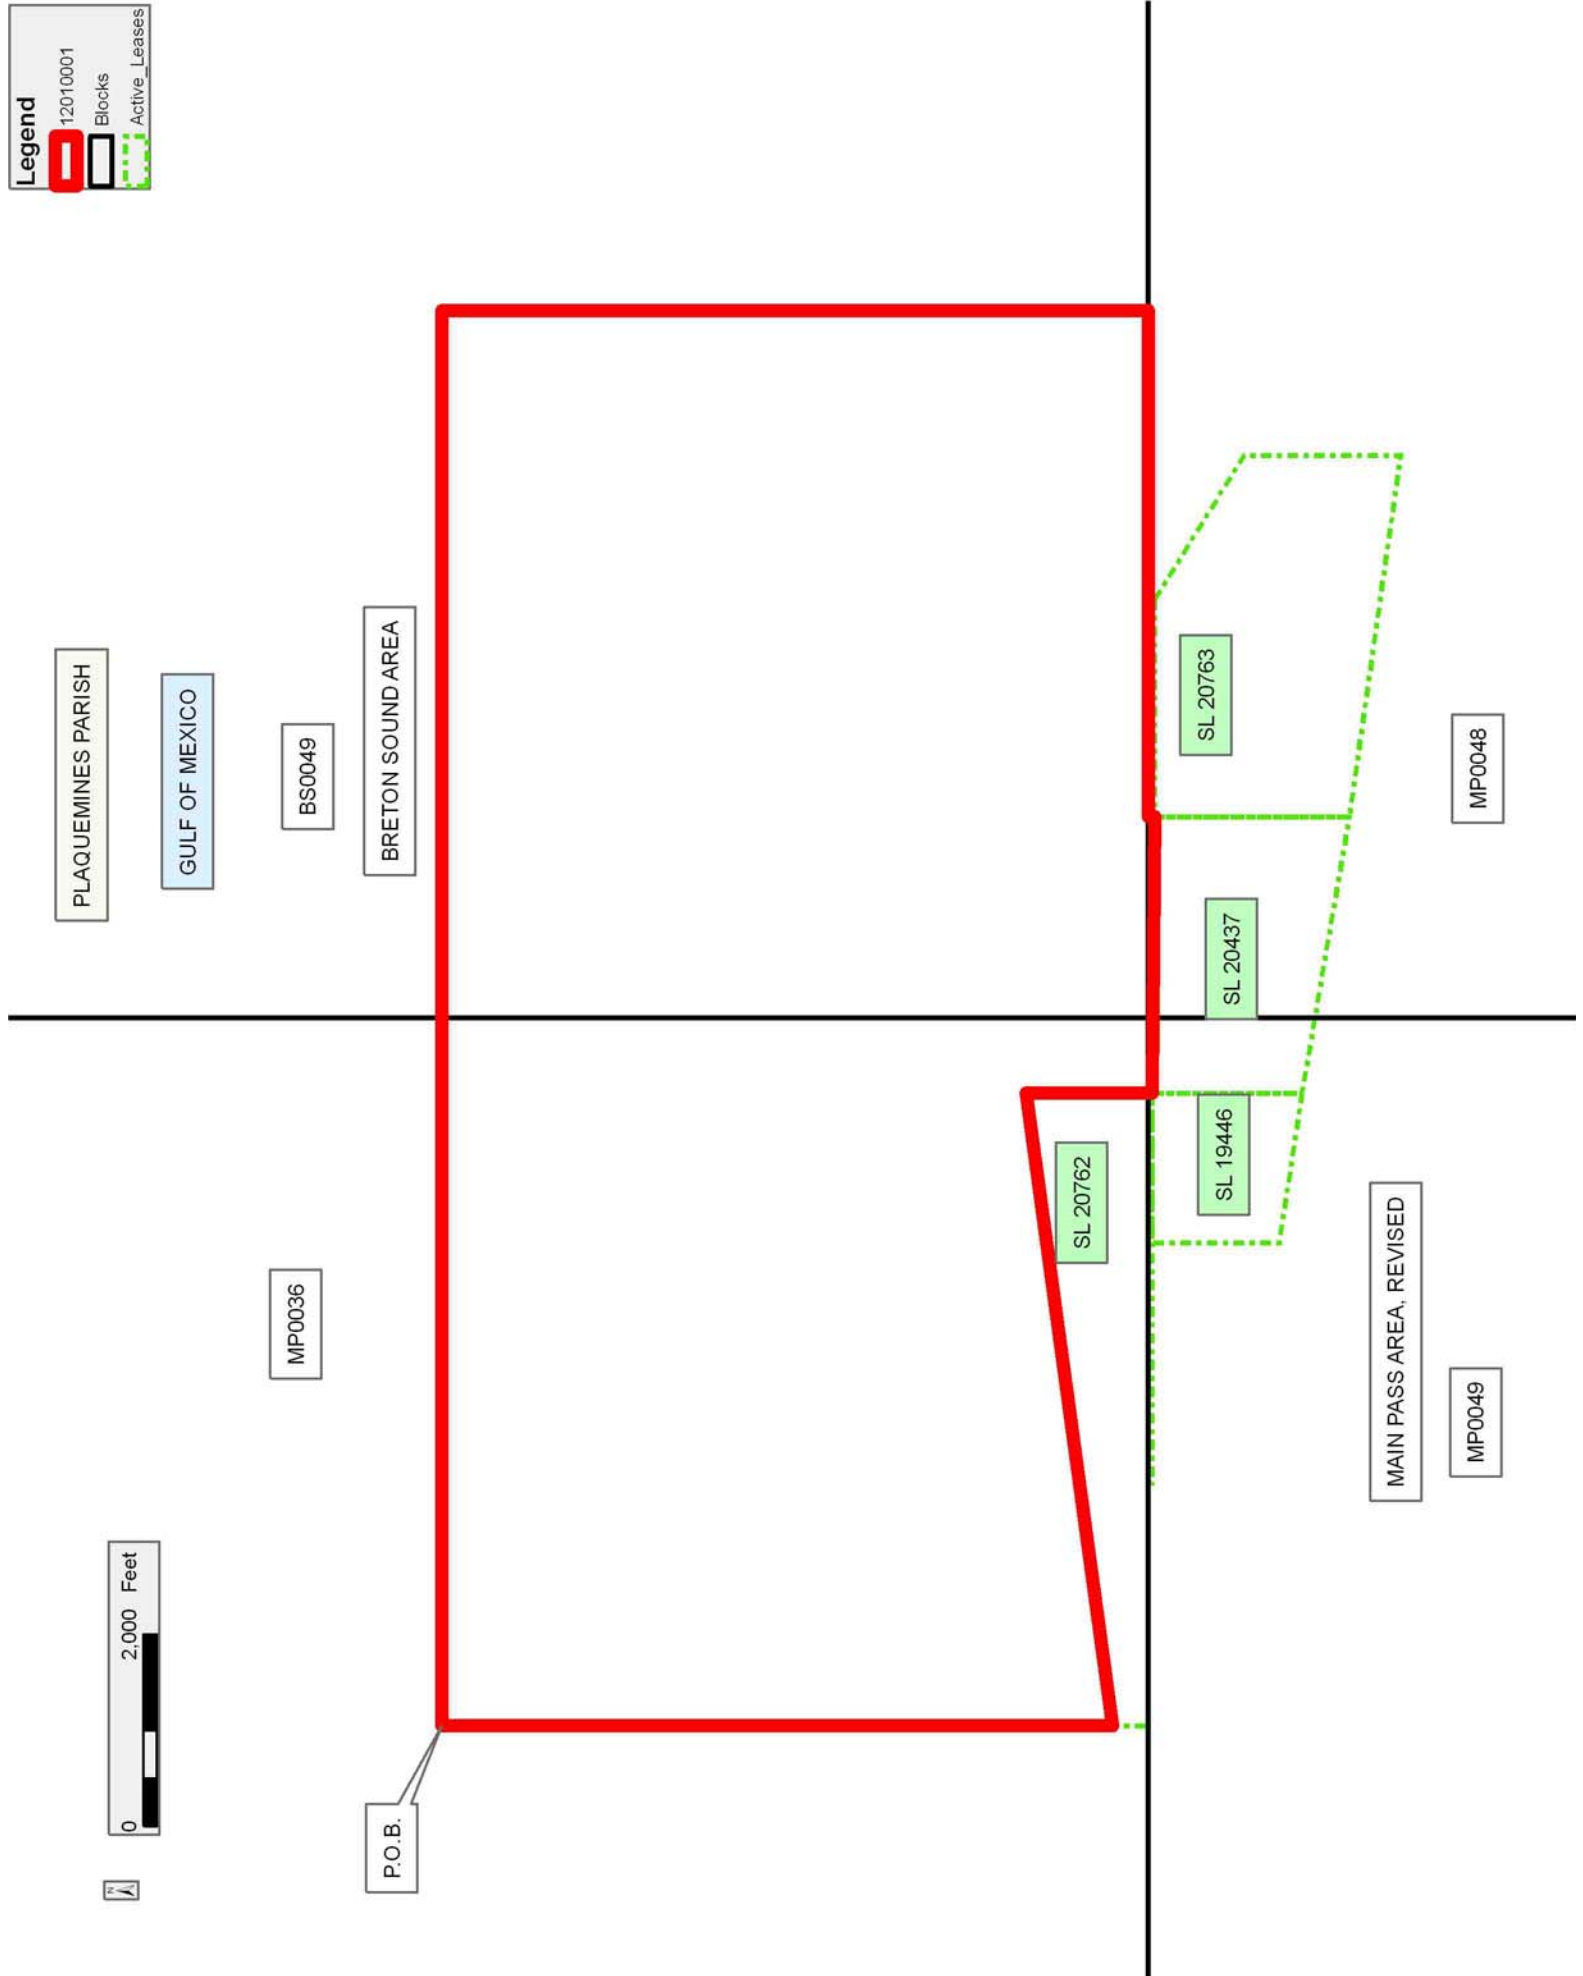 Legend
12010001
Blocks
Active_Leases
PLAQUEMINES PARISH
GULF OF MEXICO
BS0049
BRETON SOUND AREA
MP0036
0 2,000 Feet
N
P.O.B.
SL 20762
SL 19446
SL 20437
SL 20763
MAIN PASS AREA, REVISED
MP0049
MP0048